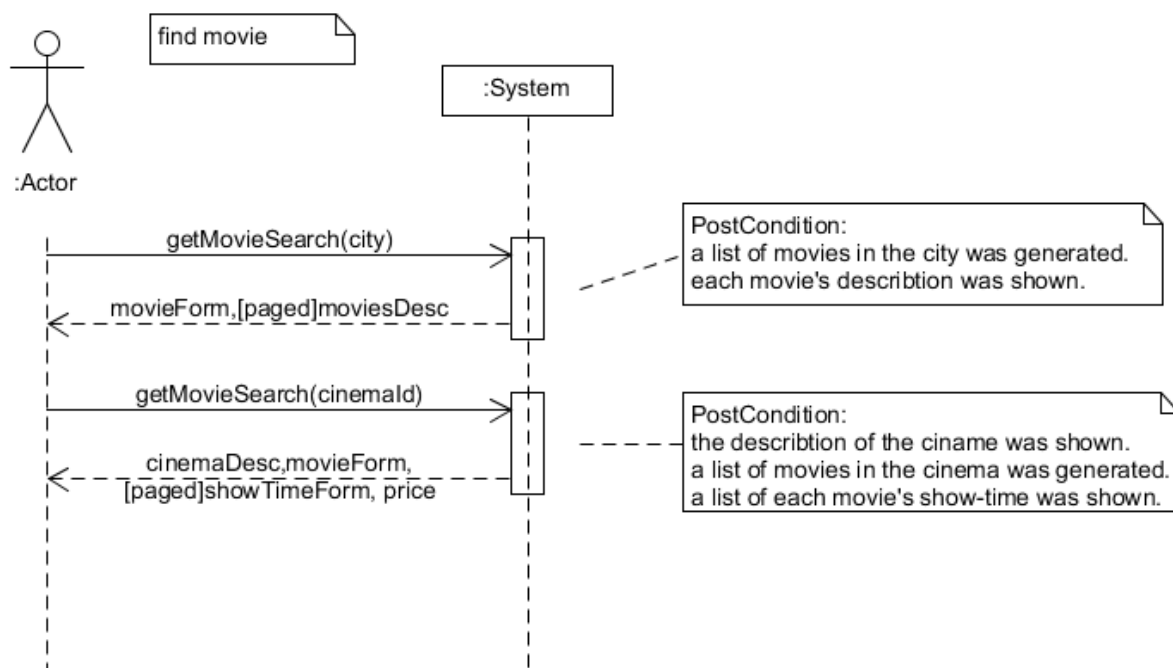 find movie
:System
:Actor
getMovieSearch(city)
movieForm,[paged]moviesDesc
PostCondition:
a list of movies in the city was generated.
each movie's describtion was shown.
getMovieSearch(cinemaId)
cinemaDesc,movieForm,
[paged]showTimeForm, price
PostCondition:
the describtion of the ciname was shown.
a list of movies in the cinema was generated.
a list of each movie's show-time was shown.